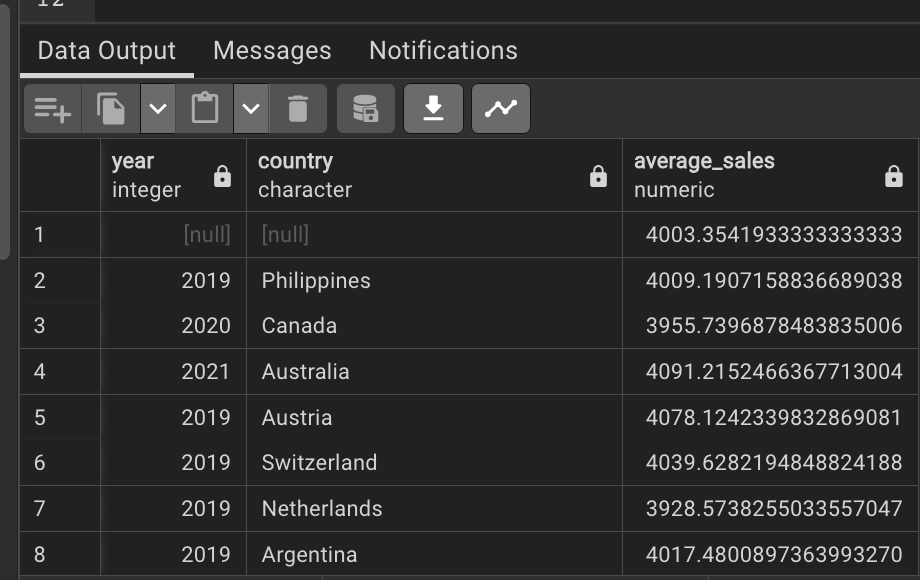 12
Data Output Messages Notifications
year country average_sales
integer character numeric
1 [null] [null] 4003.3541933333333333
2 2019 Philippines 4009.1907158836689038
3 2020 Canada 3955.7396878483835006
4 2021 Australia 4091.2152466367713004
5 2019 Austria 4078.1242339832869081
6 2019 Switzerland 4039.6282194848824188
7 2019 Netherlands 3928.5738255033557047
8 2019 Argentina 4017.4800897363993270